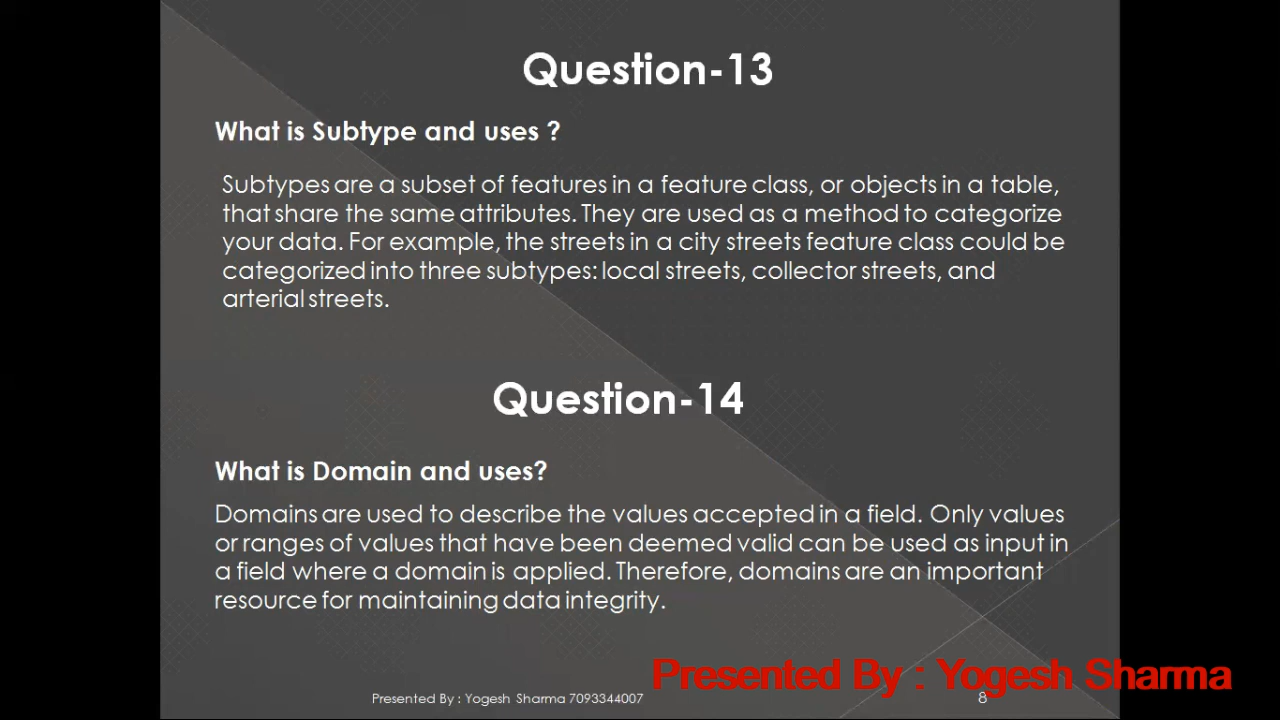 Question-13
What is Subtype and uses ?
Subtypes are a subset of features in a feature class, or objects in a table,
that share the same attributes. They are used as a method to categorize
your data. For example, the streets in a city streets feature class could be
categorized into three subtypes: local streets, collector streets, and
arterial streets.
Question-14
What is Domain and uses?
Domains are used to describe the values accepted in a field. Only values
or ranges of values that have been deemed valid can be used as input in
a field where a domain is applied. Therefore, domains are an important
resource for maintaining data integrity.
Presented By : Yogesh Sharma
Presented By : Yogesh Sharma 7093344007
8